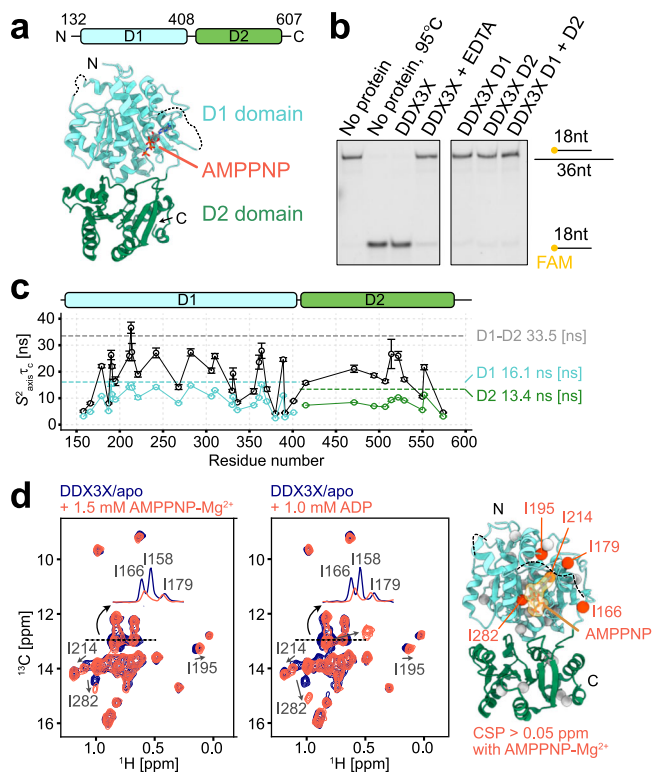 a
132 408 607
N D1 D2 C
N
D1 domain
AMPPNP
D2 domain
C
b
No protein
No protein, 95°C
DDX3X
DDX3X + EDTA
DDX3X D1
DDX3X D2
DDX3X D1 + D2
18nt
36nt
18nt
FAM
c
D1 D2
S²axis τc [ns]
40
30
20
10
0
D1-D2 33.5 [ns]
D1 16.1 ns [ns]
D2 13.4 ns [ns]
150 200 250 300 350 400 450 500 550 600
Residue number
d
DDX3X/apo
+ 1.5 mM AMPPNP-Mg²⁺
I158
I166 I179
I214
I195
I282
10
12
14
16
¹³C [ppm]
1.0 0.5 0.0
¹H [ppm]
DDX3X/apo
+ 1.0 mM ADP
I158
I166 I179
I214
I195
I282
10
12
14
16
1.0 0.5 0.0
¹H [ppm]
N
I195
I214
I179
I166
I282
AMPPNP
C
CSP > 0.05 ppm
with AMPPNP-Mg²⁺